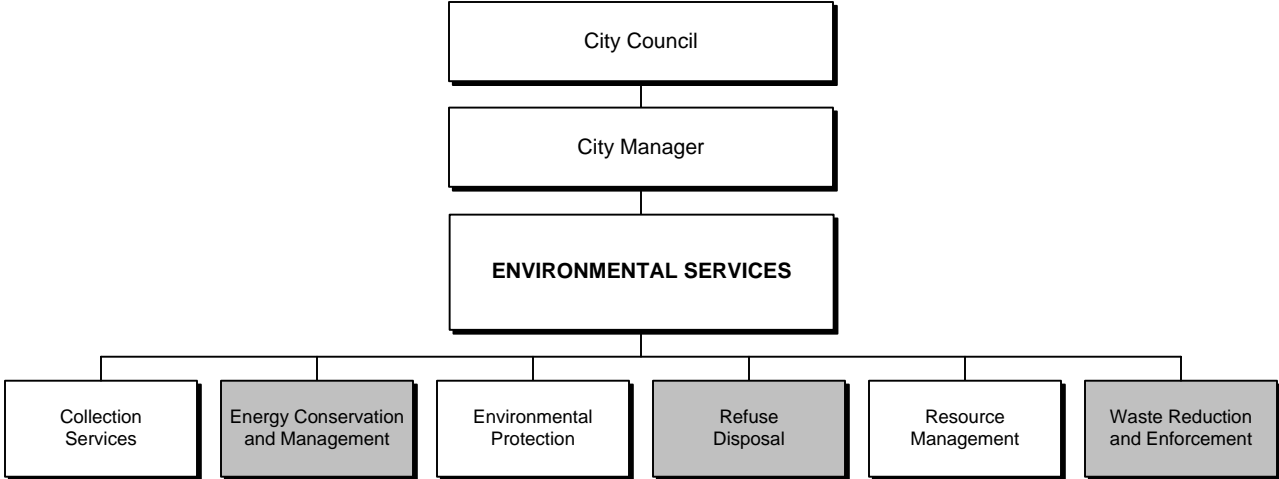 City Council
City Manager
ENVIRONMENTAL SERVICES
Collection
Services
Energy Conservation
and Management
Environmental
Protection
Refuse
Disposal
Resource
Management
Waste Reduction
and Enforcement